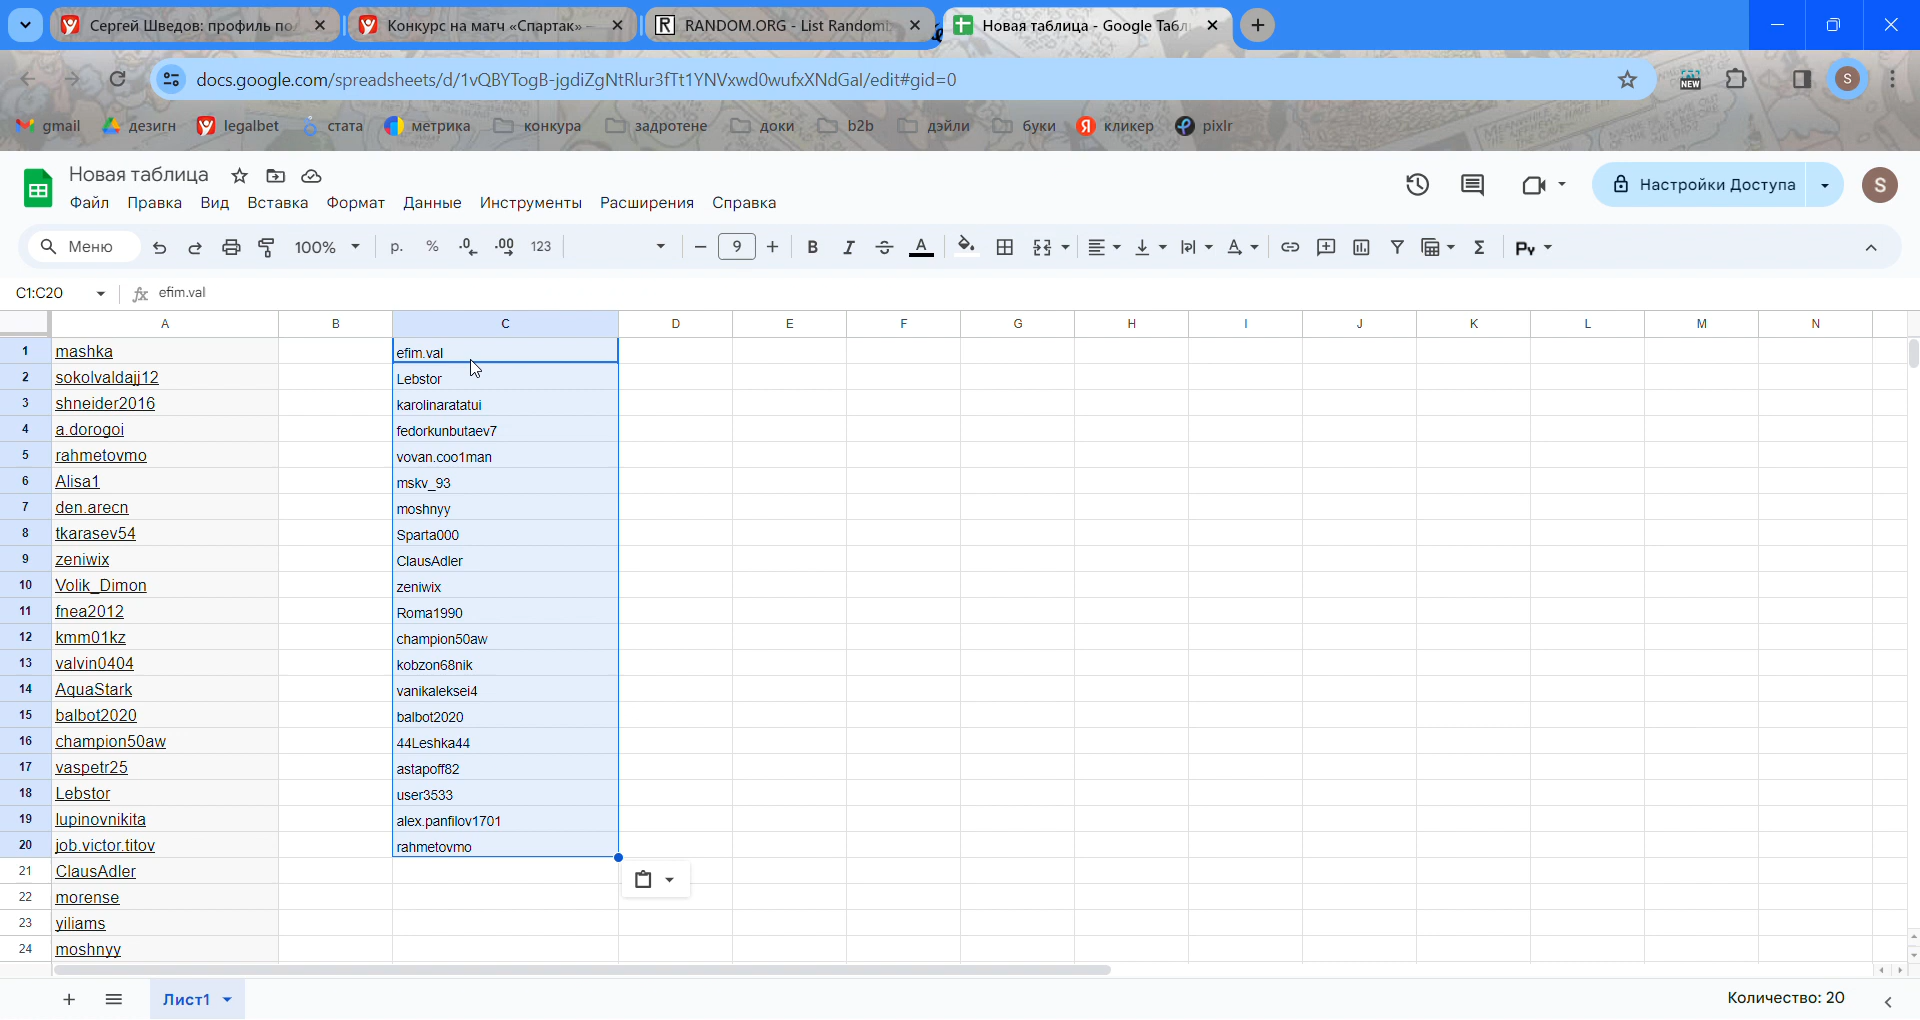 Сергей Шведов: профиль по
Конкурс на матч «Спартак» -
RANDOM.ORG - List Randomi
Новая таблица - Google Табл
docs.google.com/spreadsheets/d/1vQBYTogB-jgdiZgNtRlur3fTt1YNVxwd0wufxXNdGaI/edit#gid=0
NEW
S
gmail
дезигн
legalbet
стата
метрика
конкура
задротене
доки
b2b
дэйли
буки
Я кликер
pixlr
Новая таблица
Файл Правка Вид Вставка Формат Данные Инструменты Расширения Справка
Настройки Доступа
S
Меню 100% р. % .0 .00 123 9 B I S A Σ Py
C1:C20 fx efim.val
A B C D E F G H I J K L M N
1 mashka efim.val
2 sokolvaldajj12 Lebstor
3 shneider2016 karolinaratatui
4 a.dorogoi fedorkunbutaev7
5 rahmetovmo vovan.coo1man
6 Alisa1 mskv_93
7 den.arecn moshnyy
8 tkarasev54 Sparta000
9 zeniwix ClausAdler
10 Volik_Dimon zeniwix
11 fnea2012 Roma1990
12 kmm01kz champion50aw
13 valvin0404 kobzon68nik
14 AquaStark vanikaleksei4
15 balbot2020 balbot2020
16 champion50aw 44Leshka44
17 vaspetr25 astapoff82
18 Lebstor user3533
19 lupinovnikita alex.panfilov1701
20 job.victor.titov rahmetovmo
21 ClausAdler
22 morense
23 yiliams
24 moshnyy
Лист1
Количество: 20